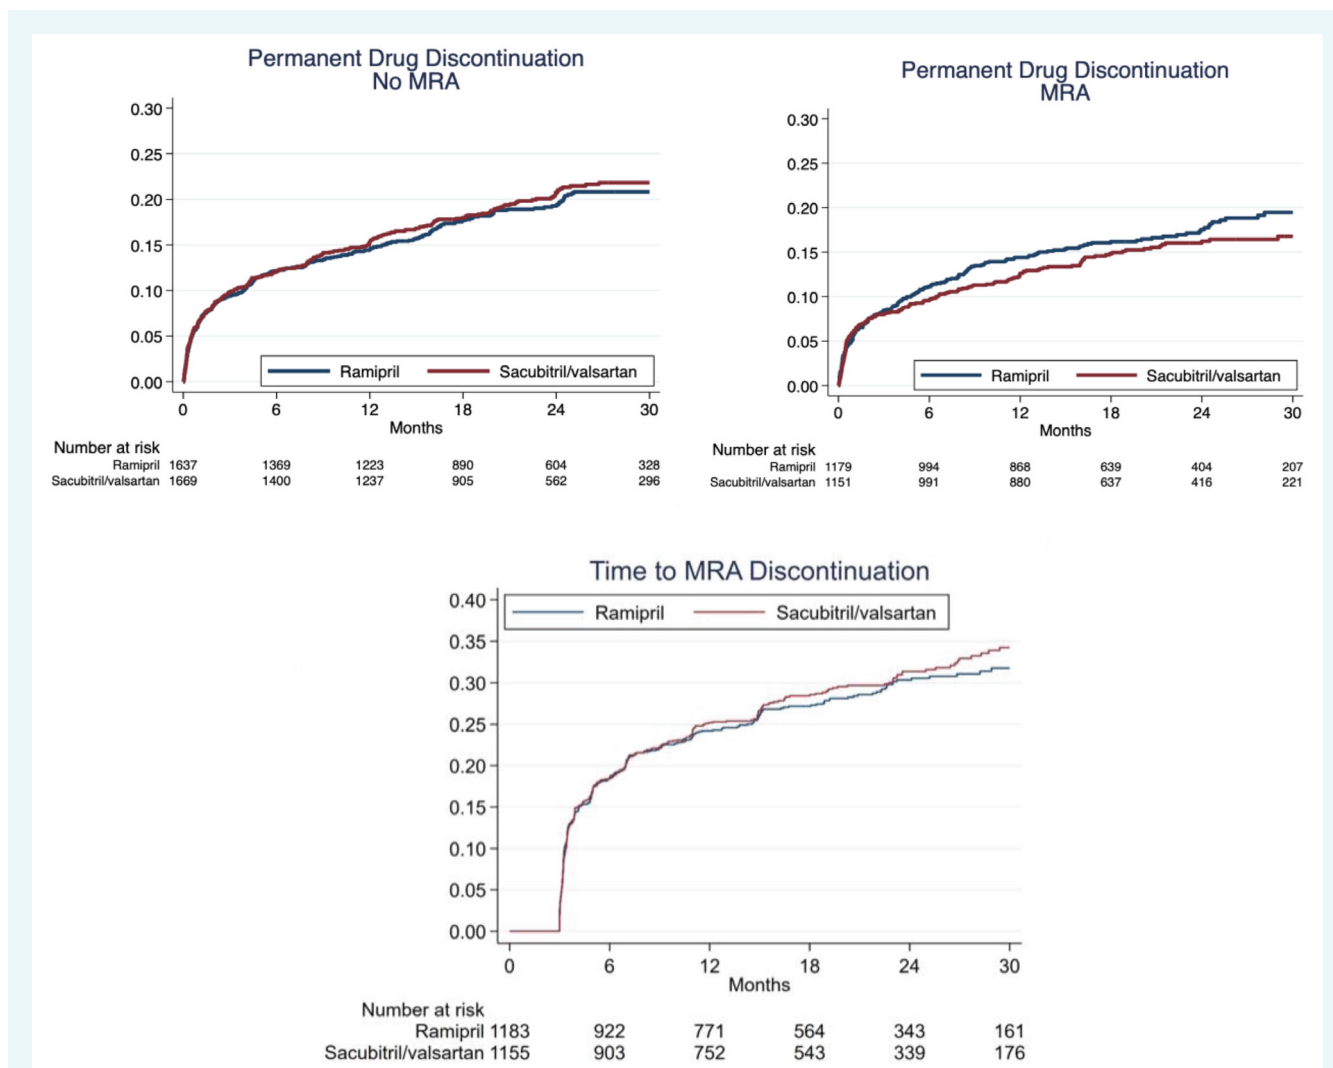 Permanent Drug Discontinuation
No MRA
0.30
0.25
0.20
0.15
0.10
0.05
0.00
Ramipril Sacubitril/valsartan
0 6 12 18 24 30
Months
Number at risk
Ramipril 1637 1369 1223 890 604 328
Sacubitril/valsartan 1669 1400 1237 905 562 296
Permanent Drug Discontinuation
MRA
0.30
0.25
0.20
0.15
0.10
0.05
0.00
Ramipril Sacubitril/valsartan
0 6 12 18 24 30
Months
Number at risk
Ramipril 1179 994 868 639 404 207
Sacubitril/valsartan 1151 991 880 637 416 221
Time to MRA Discontinuation
0.40
Ramipril Sacubitril/valsartan
0.35
0.30
0.25
0.20
0.15
0.10
0.05
0.00
0 6 12 18 24 30
Months
Number at risk
Ramipril 1183 922 771 564 343 161
Sacubitril/valsartan 1155 903 752 543 339 176